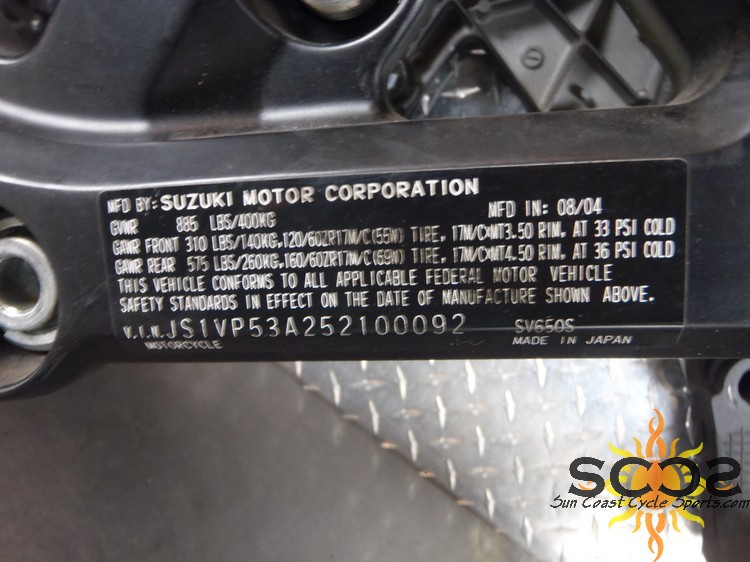 MFD BY: SUZUKI MOTOR CORPORATION
MFD IN: 08/04
GVWR 885 LBS/400KG
GAWR FRONT 310 LBS/140KG,120/60ZR17M/C(55W) TIRE, 17M/C×MT3.50 RIM, AT 33 PSI COLD
GAWR REAR 575 LBS/260KG,160/60ZR17M/C(69W) TIRE, 17M/C×MT4.50 RIM, AT 36 PSI COLD
THIS VEHICLE CONFORMS TO ALL APPLICABLE FEDERAL MOTOR VEHICLE
SAFETY STANDARDS IN EFFECT ON THE DATE OF MANUFACTURE SHOWN ABOVE.
V.I.N. JS1VP53A252100092 SV650S
MOTORCYCLE MADE IN JAPAN
SCCS
Sun Coast Cycle Sports.com